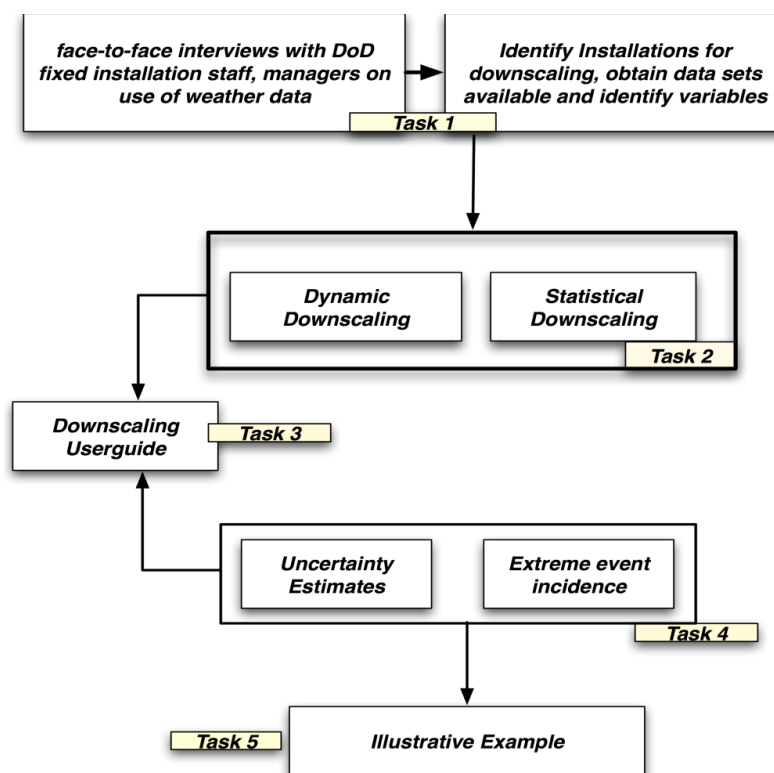 face-to-face interviews with DoD
fixed installation staff, managers on
use of weather data
Identify Installations for
downscaling, obtain data sets
available and identify variables
Task 1
Dynamic
Downscaling
Statistical
Downscaling
Task 2
Downscaling
Userguide
Task 3
Uncertainty
Estimates
Extreme event
incidence
Task 4
Task 5
Illustrative Example